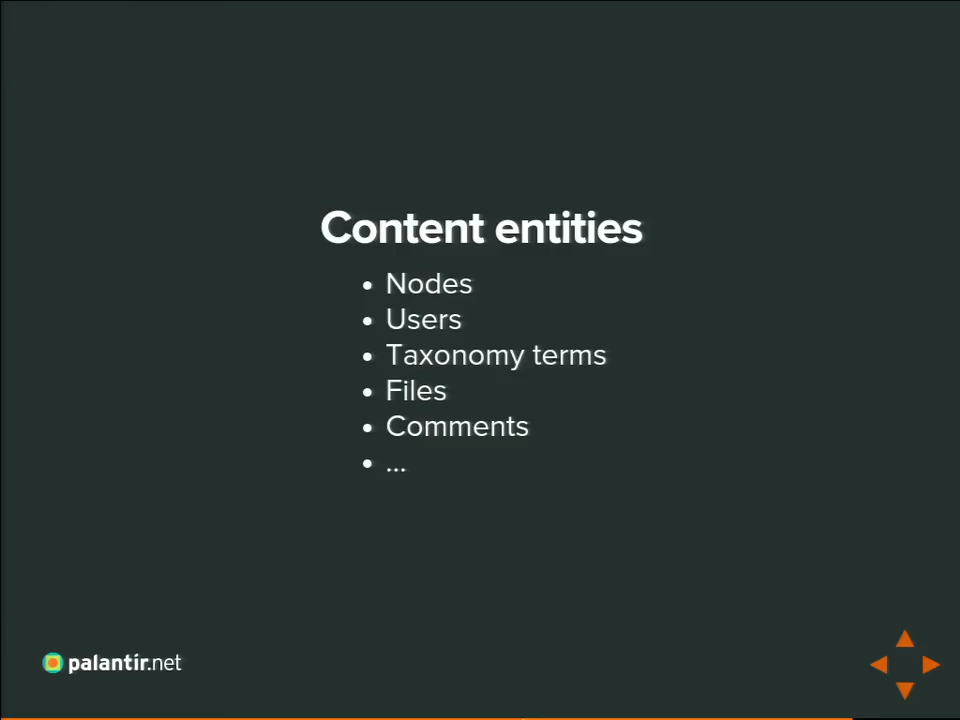 Content entities
• Nodes
• Users
• Taxonomy terms
• Files
• Comments
• ...
palantir.net